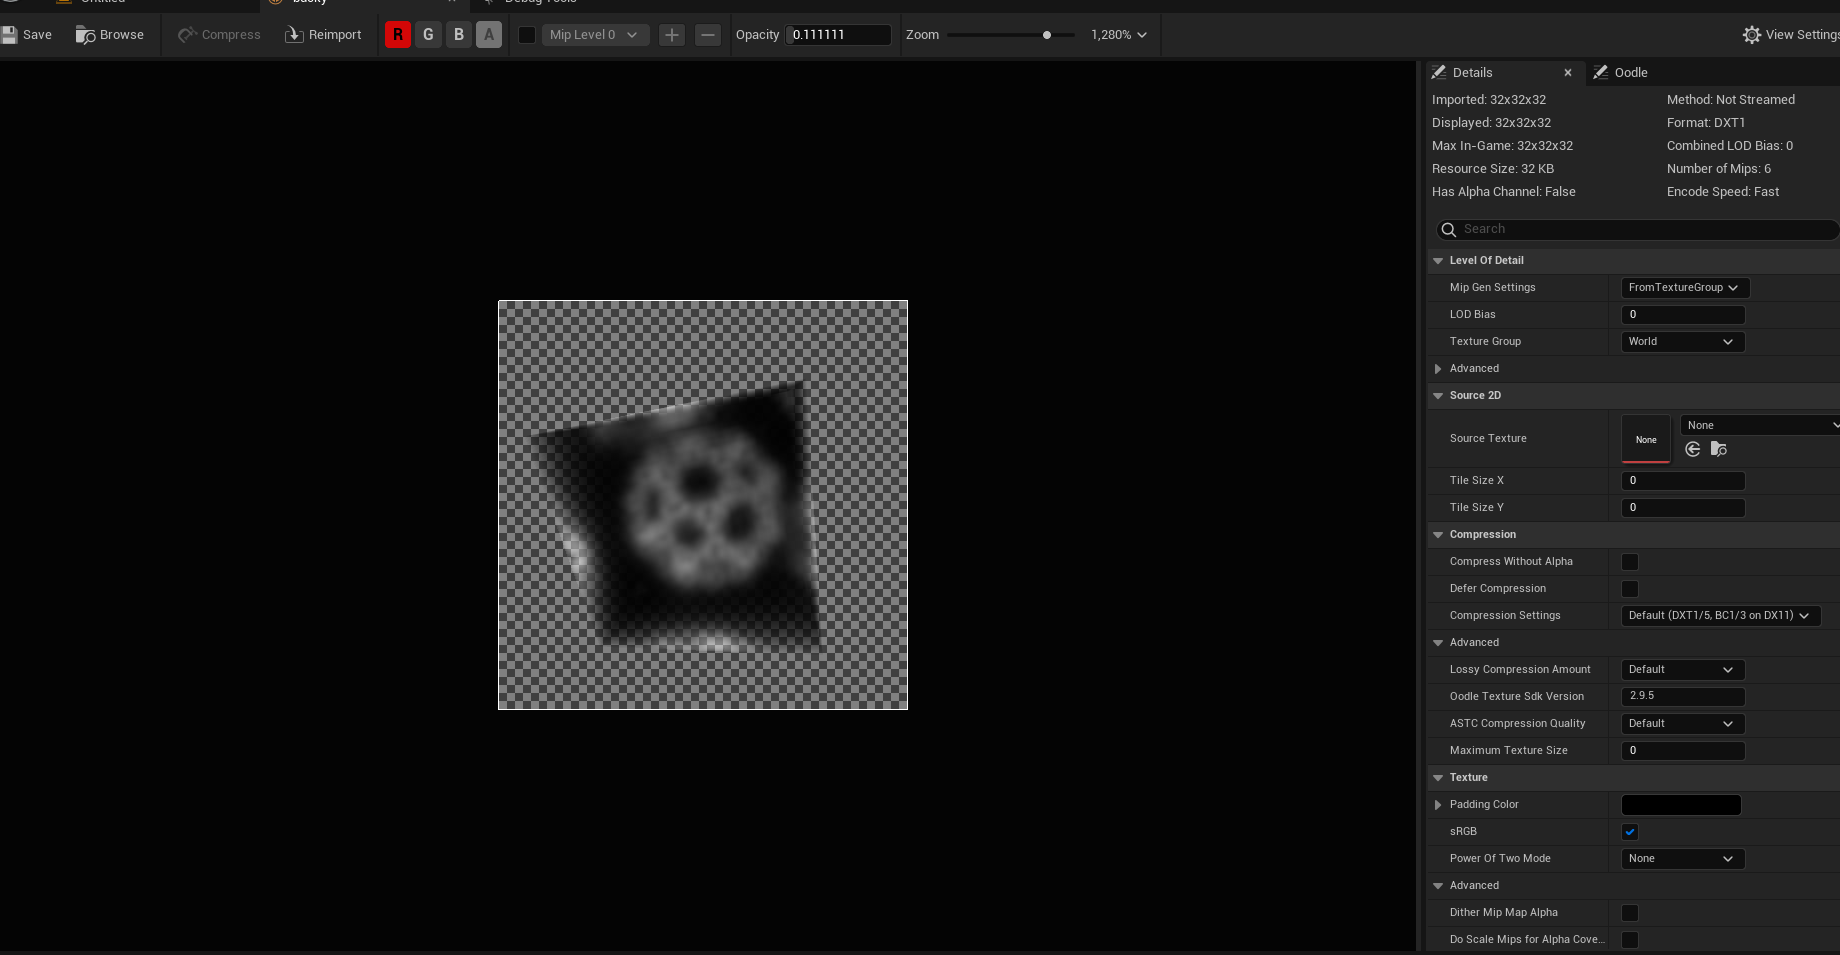 Untitled
bucky
Debug Tools
Save
Browse
Compress
Reimport
R
G
B
A
Mip Level 0
Opacity
0.111111
Zoom
1,280%
View Settings
Details
Oodle
Imported: 32x32x32
Method: Not Streamed
Displayed: 32x32x32
Format: DXT1
Max In-Game: 32x32x32
Combined LOD Bias: 0
Resource Size: 32 KB
Number of Mips: 6
Has Alpha Channel: False
Encode Speed: Fast
Search
Level Of Detail
Mip Gen Settings
FromTextureGroup
LOD Bias
0
Texture Group
World
Advanced
Source 2D
Source Texture
None
None
Tile Size X
0
Tile Size Y
0
Compression
Compress Without Alpha
Defer Compression
Compression Settings
Default (DXT1/5, BC1/3 on DX11)
Advanced
Lossy Compression Amount
Default
Oodle Texture Sdk Version
2.9.5
ASTC Compression Quality
Default
Maximum Texture Size
0
Texture
Padding Color
sRGB
Power Of Two Mode
None
Advanced
Dither Mip Map Alpha
Do Scale Mips for Alpha Cove...